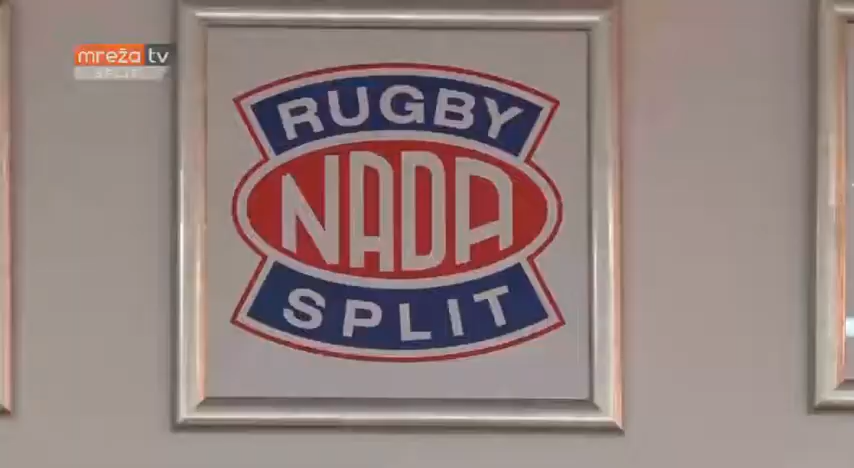 mreža tv
SPLIT
RUGBY
NADA
SPLIT